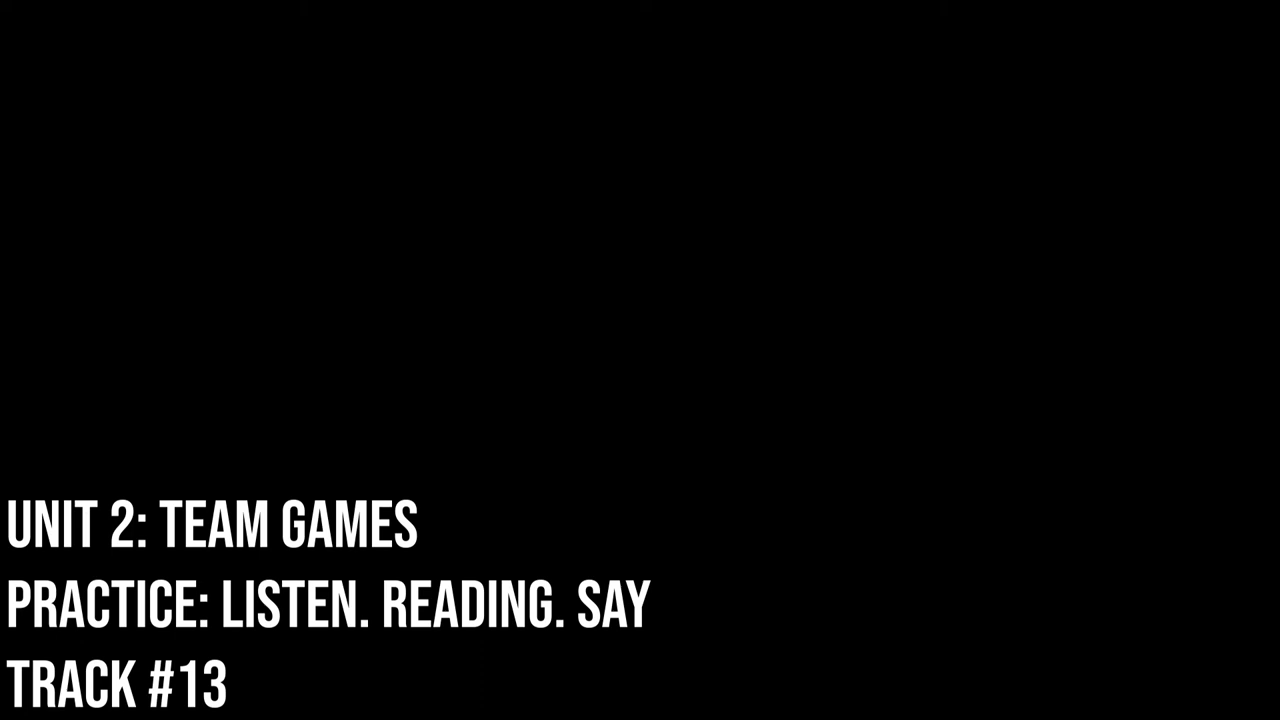 UNIT 2: TEAM GAMES
PRACTICE: LISTEN. READING. SAY
TRACK #13